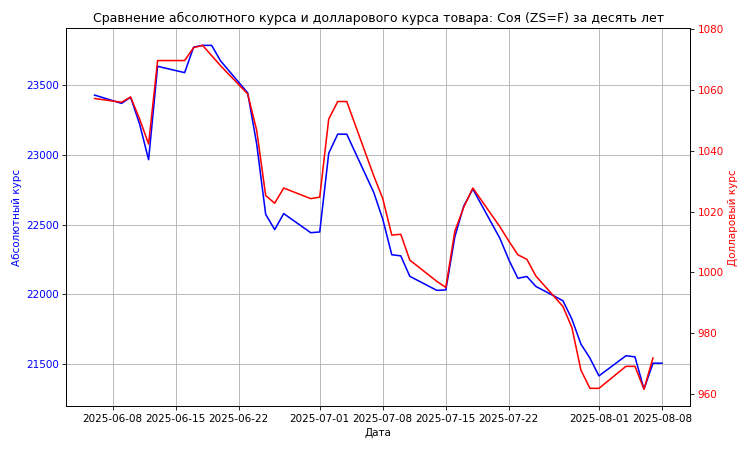 Сравнение абсолютного курса и долларового курса товара: Соя (ZS=F) за десять лет
Абсолютный курс
23500
23000
22500
22000
21500
1080
1060
1040
1020
1000
980
960
Долларовый курс
2025-06-08 2025-06-15 2025-06-22 2025-07-01 2025-07-08 2025-07-15 2025-07-22 2025-08-01 2025-08-08
Дата